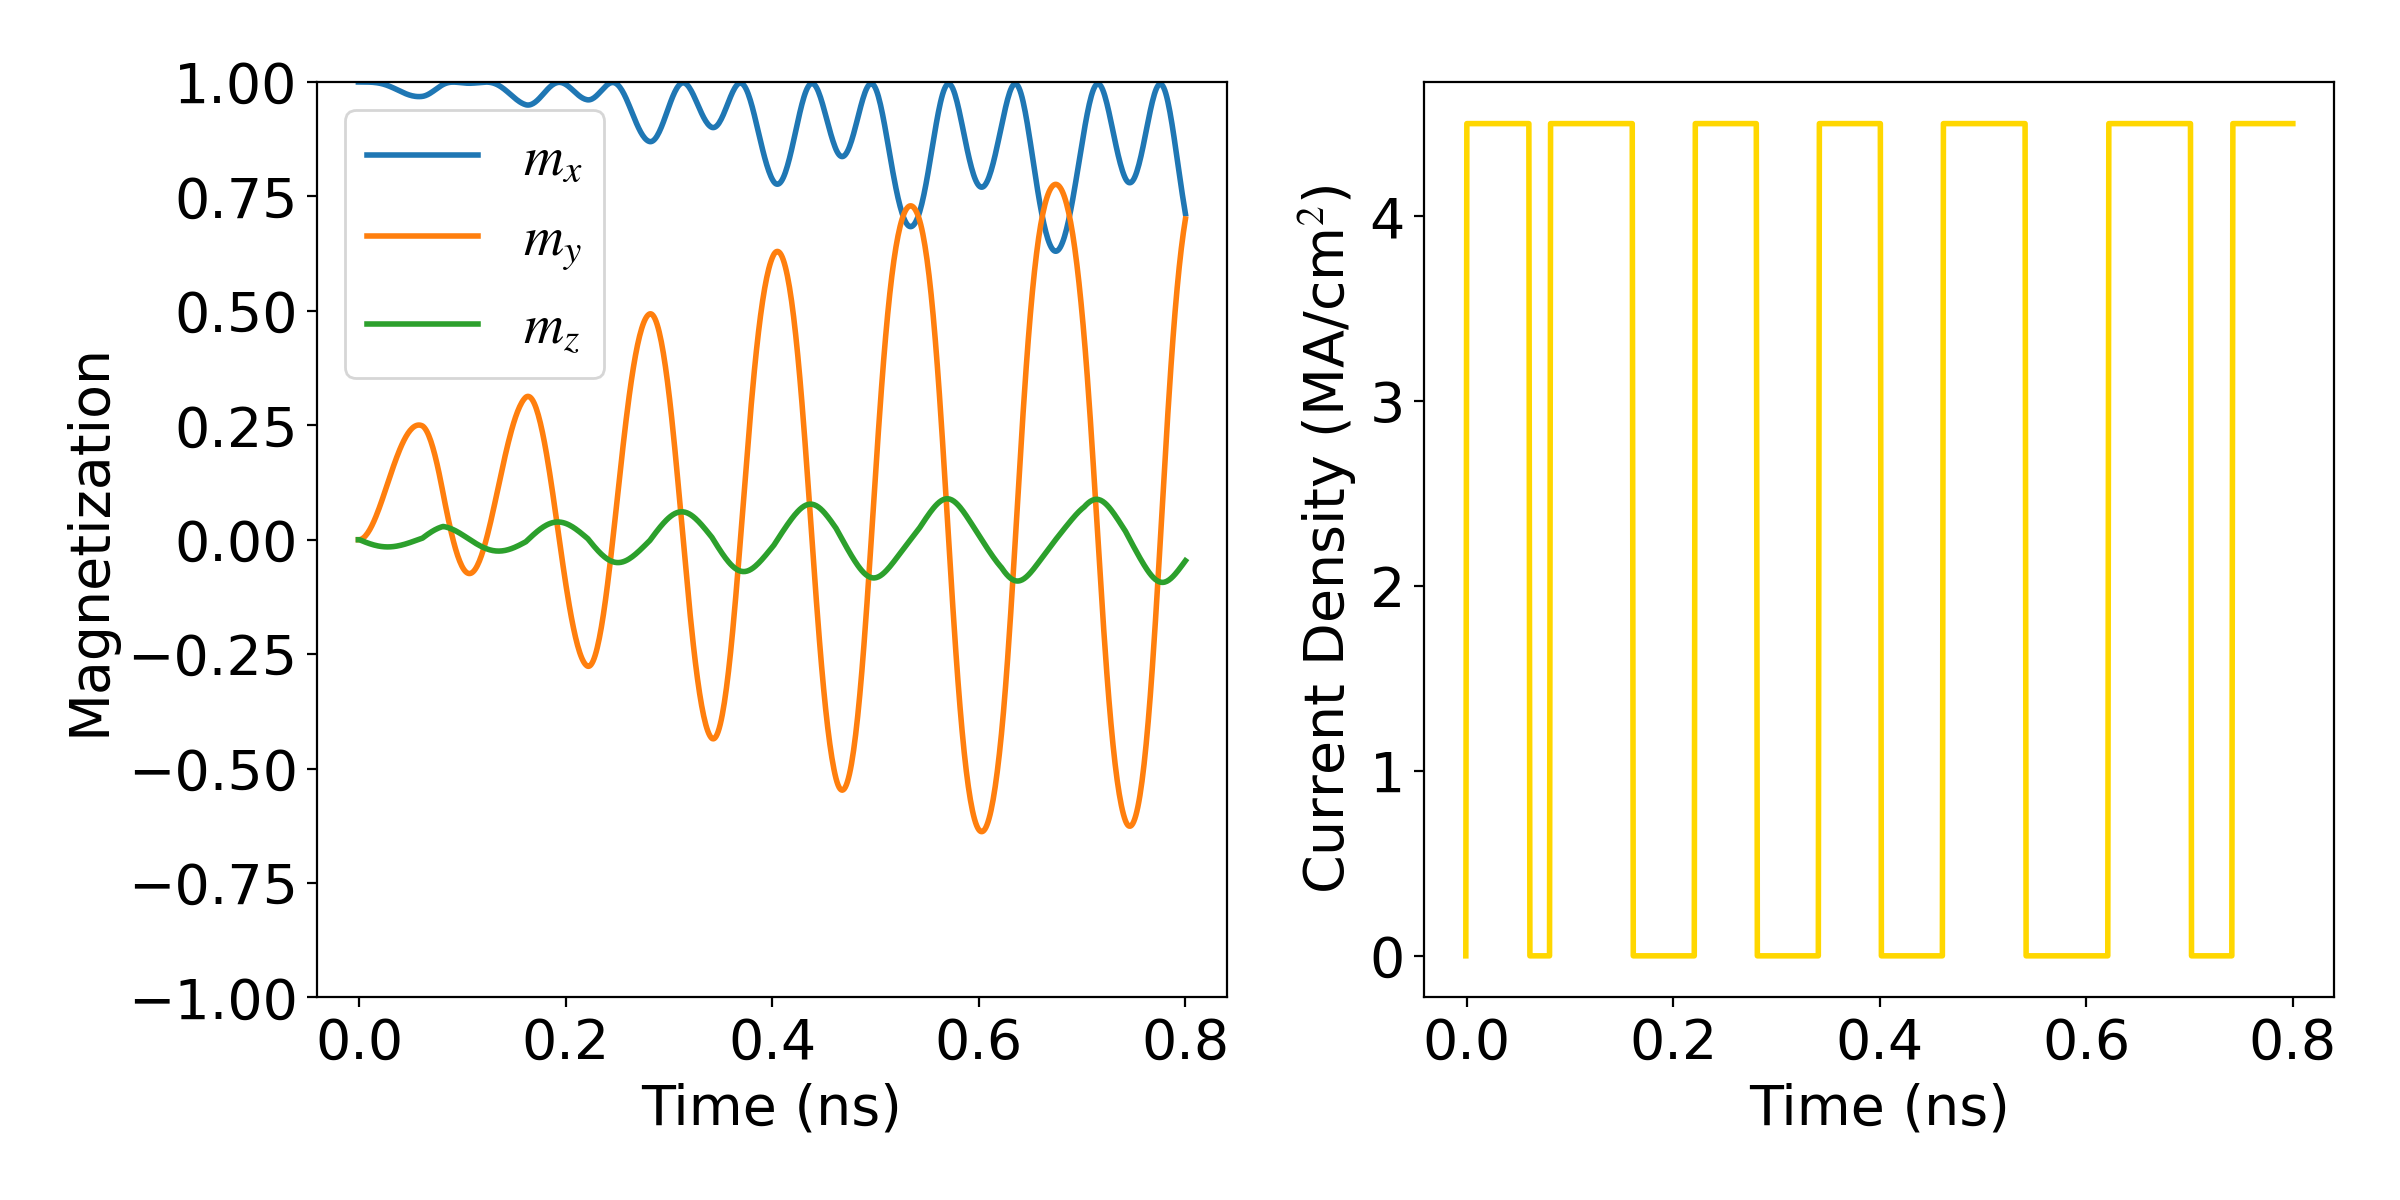 Magnetization
1.00
0.75
0.50
0.25
0.00
−0.25
−0.50
−0.75
−1.00
m_x
m_y
m_z
0.0 0.2 0.4 0.6 0.8
Time (ns)
Current Density (MA/cm²)
4
3
2
1
0
0.0 0.2 0.4 0.6 0.8
Time (ns)